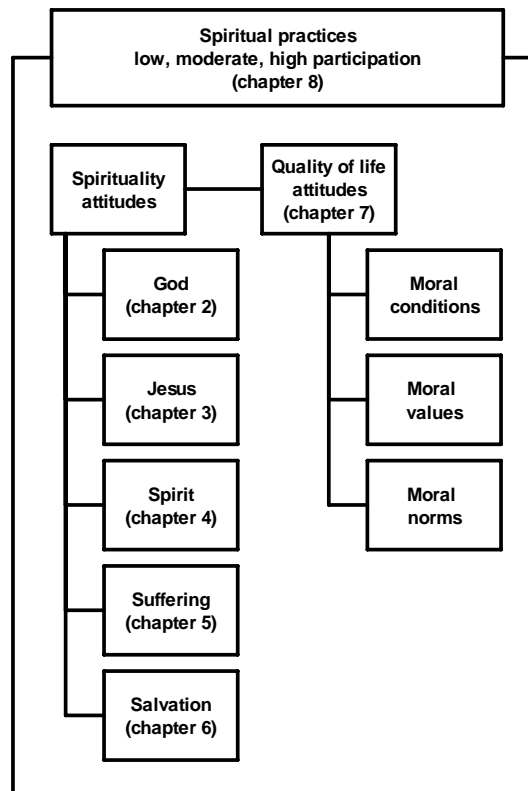 Spiritual practices
low, moderate, high participation
(chapter 8)
Spirituality
attitudes
Quality of life
attitudes
(chapter 7)
God
(chapter 2)
Jesus
(chapter 3)
Spirit
(chapter 4)
Suffering
(chapter 5)
Salvation
(chapter 6)
Moral
conditions
Moral
values
Moral
norms